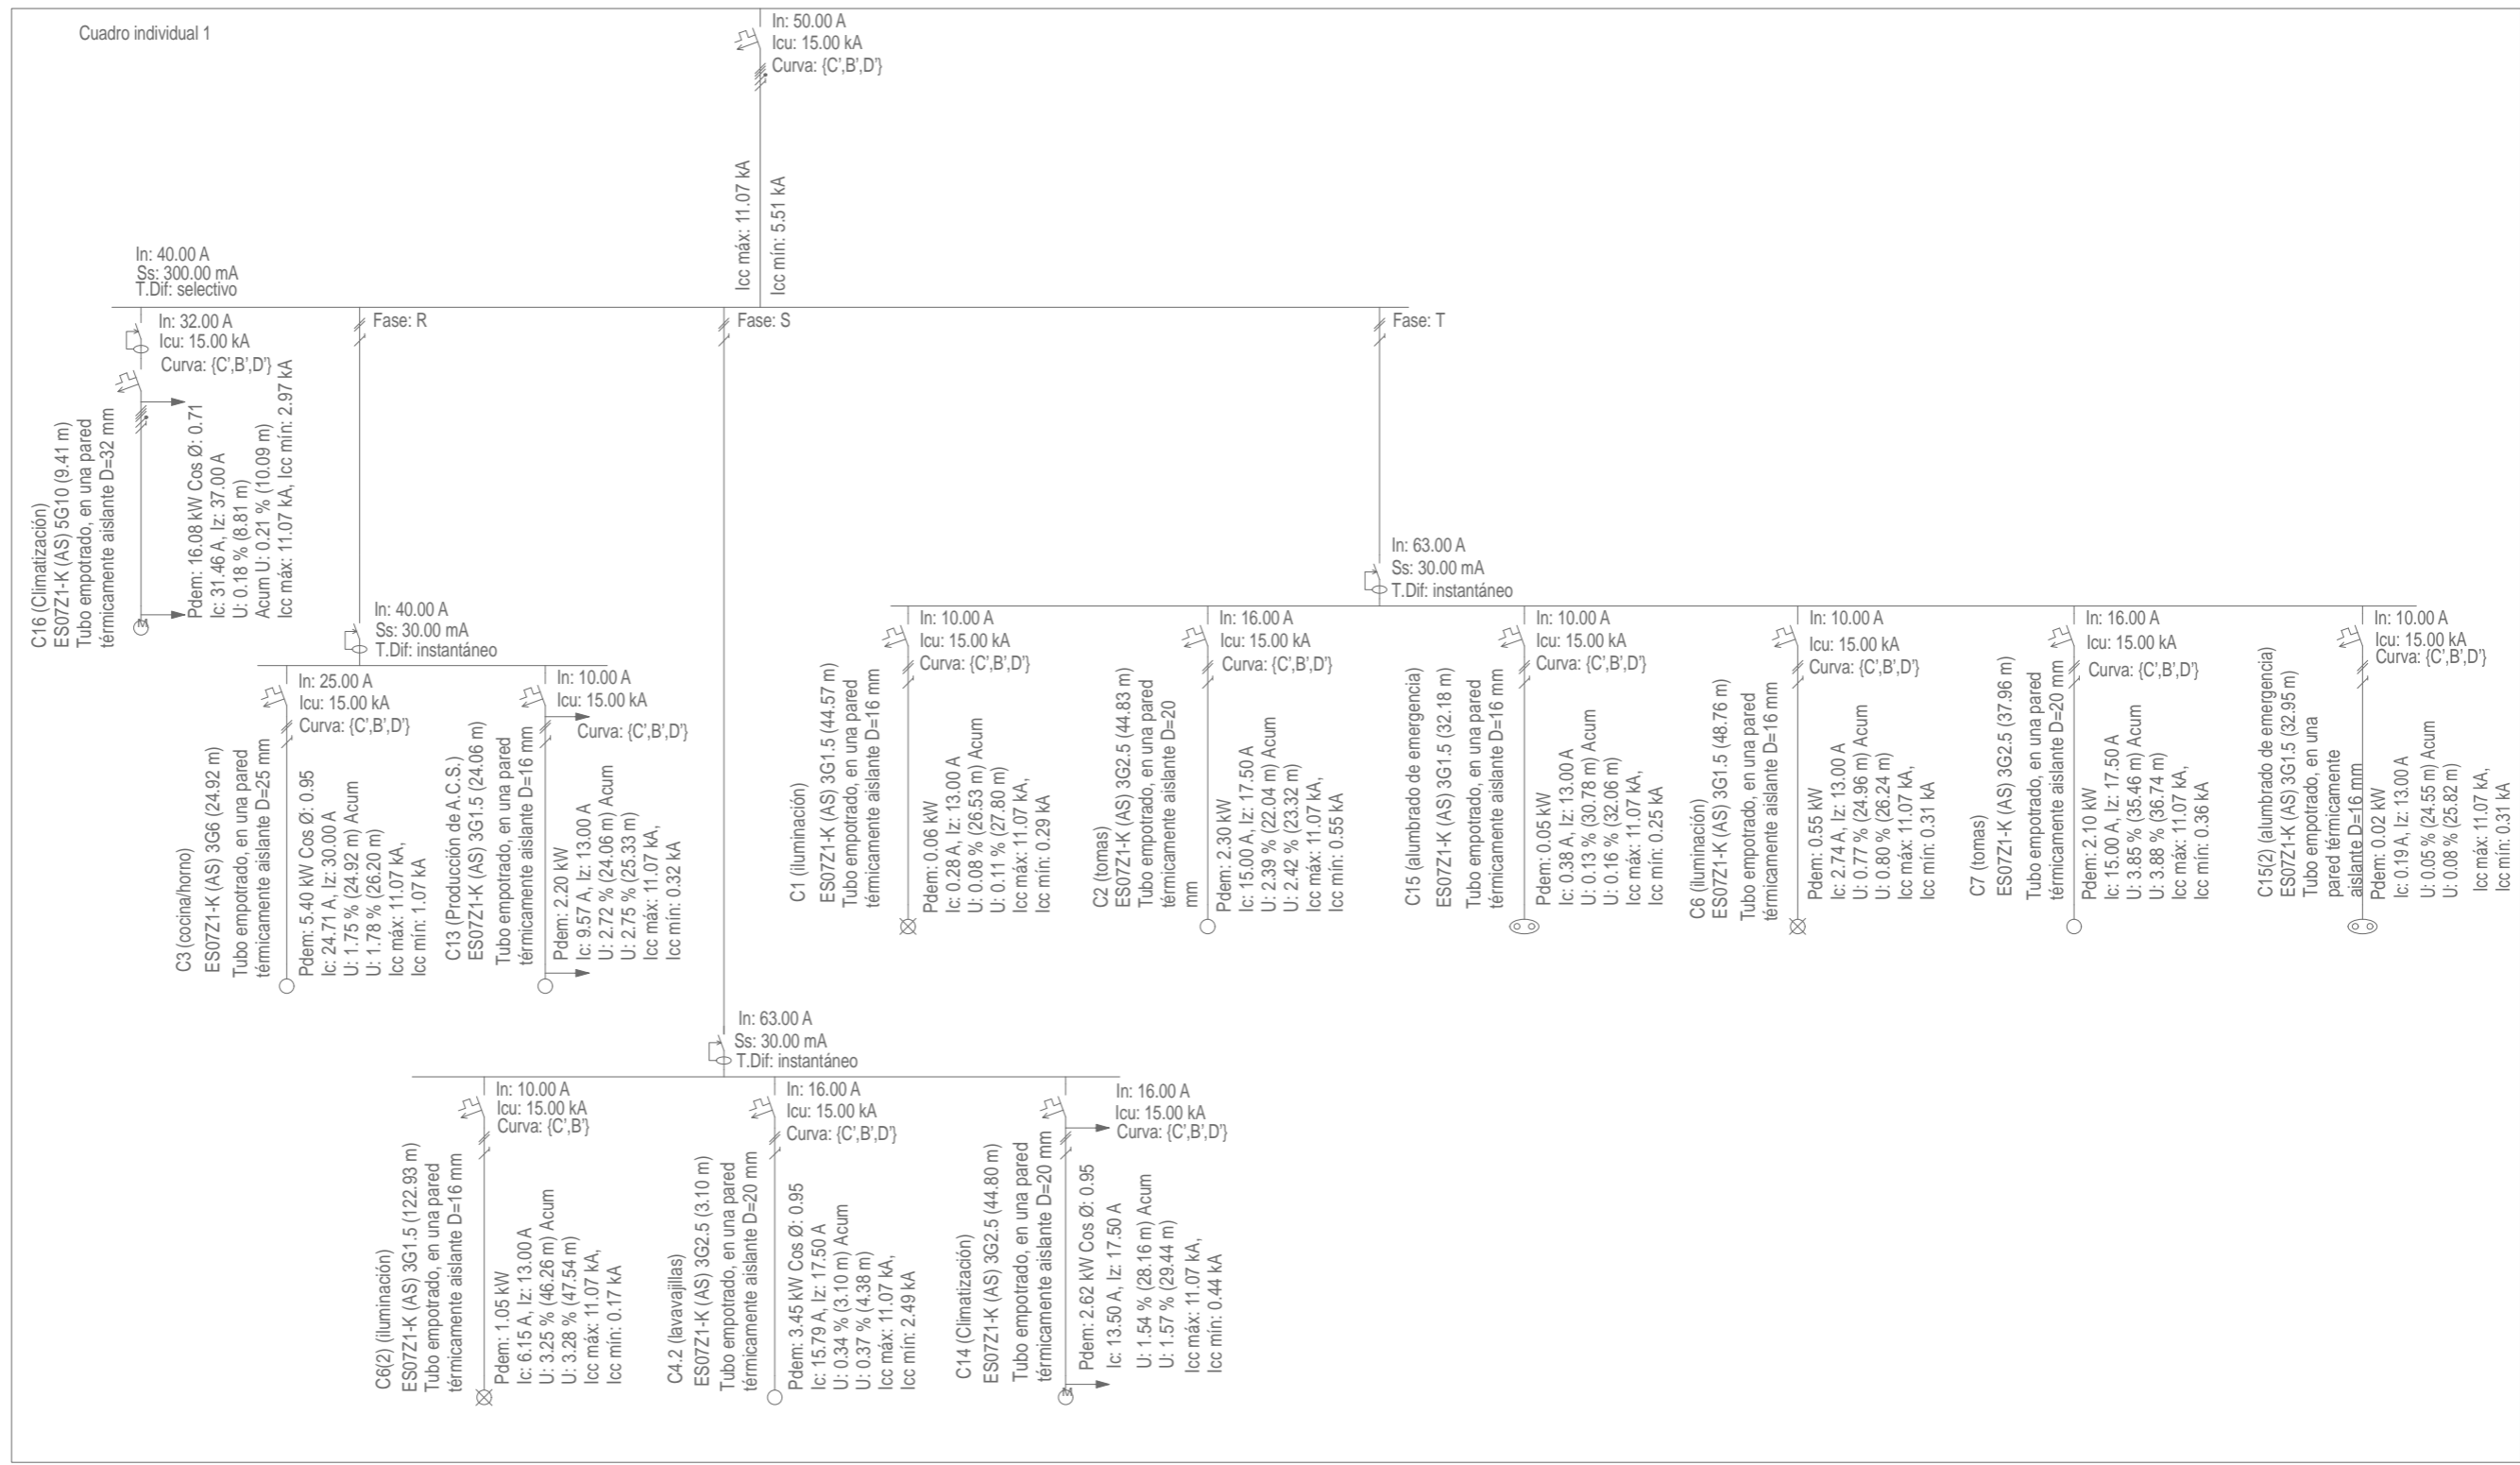 Cuadro individual 1
In: 50.00 A
Icu: 15.00 kA
Curva: {C',B',D'}
Icc máx: 11.07 kA
Icc mín: 5.51 kA
In: 40.00 A
Ss: 300.00 mA
T.Dif: selectivo
In: 32.00 A
Icu: 15.00 kA
Curva: {C',B',D'}
C16 (Climatización)
ES07Z1-K (AS) 5G10 (9.41 m)
Tubo empotrado, en una pared
térmicamente aislante D=32 mm
Pdem: 16.08 kW Cos Ø: 0.71
Ic: 31.46 A, Iz: 37.00 A
U: 0.18 % (8.81 m)
Acum U: 0.21 % (10.09 m)
Icc máx: 11.07 kA, Icc mín: 2.97 kA
M
Fase: R
In: 40.00 A
Ss: 30.00 mA
T.Dif: instantáneo
In: 25.00 A
Icu: 15.00 kA
Curva: {C',B',D'}
C3 (cocina/horno)
ES07Z1-K (AS) 3G6 (24.92 m)
Tubo empotrado, en una pared
térmicamente aislante D=25 mm
Pdem: 5.40 kW Cos Ø: 0.95
Ic: 24.71 A, Iz: 30.00 A
U: 1.75 % (24.92 m) Acum
U: 1.78 % (26.20 m)
Icc máx: 11.07 kA,
Icc mín: 1.07 kA
In: 10.00 A
Icu: 15.00 kA
Curva: {C',B',D'}
C13 (Producción de A.C.S.)
ES07Z1-K (AS) 3G1.5 (24.06 m)
Tubo empotrado, en una pared
térmicamente aislante D=16 mm
Pdem: 2.20 kW
Ic: 9.57 A, Iz: 13.00 A
U: 2.72 % (24.06 m) Acum
U: 2.75 % (25.33 m)
Icc máx: 11.07 kA,
Icc mín: 0.32 kA
Fase: S
In: 63.00 A
Ss: 30.00 mA
T.Dif: instantáneo
In: 10.00 A
Icu: 15.00 kA
Curva: {C',B'}
C6(2) (iluminación)
ES07Z1-K (AS) 3G1.5 (122.93 m)
Tubo empotrado, en una pared
térmicamente aislante D=16 mm
Pdem: 1.05 kW
Ic: 6.15 A, Iz: 13.00 A
U: 3.25 % (46.26 m) Acum
U: 3.28 % (47.54 m)
Icc máx: 11.07 kA,
Icc mín: 0.17 kA
In: 16.00 A
Icu: 15.00 kA
Curva: {C',B',D'}
C4.2 (lavavajillas)
ES07Z1-K (AS) 3G2.5 (3.10 m)
Tubo empotrado, en una pared
térmicamente aislante D=20 mm
Pdem: 3.45 kW Cos Ø: 0.95
Ic: 15.79 A, Iz: 17.50 A
U: 0.34 % (3.10 m) Acum
U: 0.37 % (4.38 m)
Icc máx: 11.07 kA,
Icc mín: 2.49 kA
In: 16.00 A
Icu: 15.00 kA
Curva: {C',B',D'}
C14 (Climatización)
ES07Z1-K (AS) 3G2.5 (44.80 m)
Tubo empotrado, en una pared
térmicamente aislante D=20 mm
Pdem: 2.62 kW Cos Ø: 0.95
Ic: 13.50 A, Iz: 17.50 A
U: 1.54 % (28.16 m) Acum
U: 1.57 % (29.44 m)
Icc máx: 11.07 kA,
Icc mín: 0.44 kA
M
Fase: T
In: 63.00 A
Ss: 30.00 mA
T.Dif: instantáneo
In: 10.00 A
Icu: 15.00 kA
Curva: {C',B',D'}
C1 (iluminación)
ES07Z1-K (AS) 3G1.5 (44.57 m)
Tubo empotrado, en una pared
térmicamente aislante D=16 mm
Pdem: 0.06 kW
Ic: 0.28 A, Iz: 13.00 A
U: 0.08 % (26.53 m) Acum
U: 0.11 % (27.80 m)
Icc máx: 11.07 kA,
Icc mín: 0.29 kA
In: 16.00 A
Icu: 15.00 kA
Curva: {C',B',D'}
C2 (tomas)
ES07Z1-K (AS) 3G2.5 (44.83 m)
Tubo empotrado, en una pared
térmicamente aislante D=20
mm
Pdem: 2.30 kW
Ic: 15.00 A, Iz: 17.50 A
U: 2.39 % (22.04 m) Acum
U: 2.42 % (23.32 m)
Icc máx: 11.07 kA,
Icc mín: 0.55 kA
In: 10.00 A
Icu: 15.00 kA
Curva: {C',B',D'}
C15 (alumbrado de emergencia)
ES07Z1-K (AS) 3G1.5 (32.18 m)
Tubo empotrado, en una pared
térmicamente aislante D=16 mm
Pdem: 0.05 kW
Ic: 0.38 A, Iz: 13.00 A
U: 0.13 % (30.78 m) Acum
U: 0.16 % (32.06 m)
Icc máx: 11.07 kA,
Icc mín: 0.25 kA
In: 10.00 A
Icu: 15.00 kA
Curva: {C',B',D'}
C6 (iluminación)
ES07Z1-K (AS) 3G1.5 (48.76 m)
Tubo empotrado, en una pared
térmicamente aislante D=16 mm
Pdem: 0.55 kW
Ic: 2.74 A, Iz: 13.00 A
U: 0.77 % (24.96 m) Acum
U: 0.80 % (26.24 m)
Icc máx: 11.07 kA,
Icc mín: 0.31 kA
In: 16.00 A
Icu: 15.00 kA
Curva: {C',B',D'}
C7 (tomas)
ES07Z1-K (AS) 3G2.5 (37.96 m)
Tubo empotrado, en una pared
térmicamente aislante D=20 mm
Pdem: 2.10 kW
Ic: 15.00 A, Iz: 17.50 A
U: 3.85 % (35.46 m) Acum
U: 3.88 % (36.74 m)
Icc máx: 11.07 kA,
Icc mín: 0.36 kA
In: 10.00 A
Icu: 15.00 kA
Curva: {C',B',D'}
C15(2) (alumbrado de emergencia)
ES07Z1-K (AS) 3G1.5 (32.95 m)
Tubo empotrado, en una
pared térmicamente
aislante D=16 mm
Pdem: 0.02 kW
Ic: 0.19 A, Iz: 13.00 A
U: 0.05 % (24.55 m) Acum
U: 0.08 % (25.82 m)
Icc máx: 11.07 kA,
Icc mín: 0.31 kA